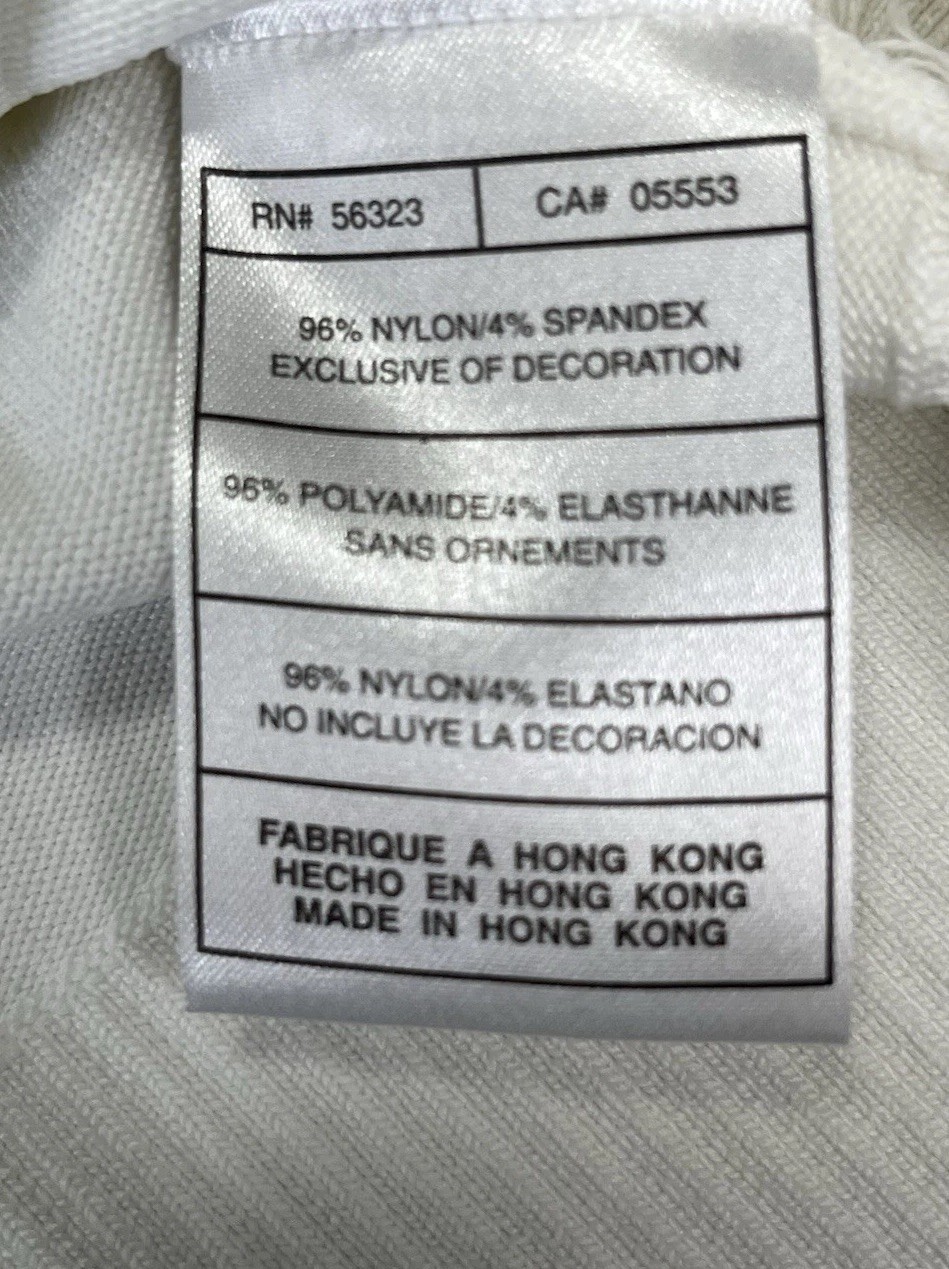 RN# 56323 CA# 05553
96% NYLON/4% SPANDEX
EXCLUSIVE OF DECORATION
96% POLYAMIDE/4% ELASTHANNE
SANS ORNEMENTS
96% NYLON/4% ELASTANO
NO INCLUYE LA DECORACION
FABRIQUE A HONG KONG
HECHO EN HONG KONG
MADE IN HONG KONG